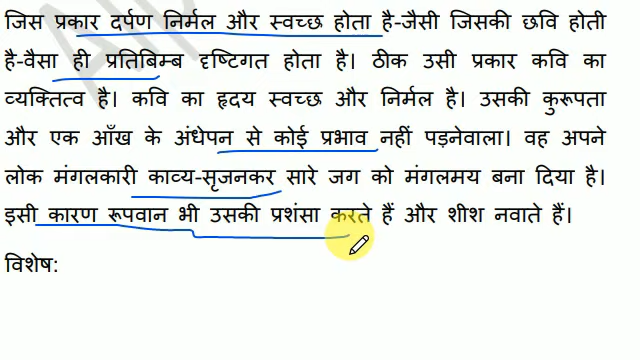 जिस प्रकार दर्पण निर्मल और स्वच्छ होता है-जैसी जिसकी छवि होती
है-वैसा ही प्रतिबिम्ब दृष्टिगत होता है। ठीक उसी प्रकार कवि का
व्यक्तित्व है। कवि का हृदय स्वच्छ और निर्मल है। उसकी कुरूपता
और एक आँख के अंधेपन से कोई प्रभाव नहीं पड़नेवाला। वह अपने
लोक मंगलकारी काव्य-सृजनकर सारे जग को मंगलमय बना दिया है।
इसी कारण रूपवान भी उसकी प्रशंसा करते हैं और शीश नवाते हैं।
विशेष: